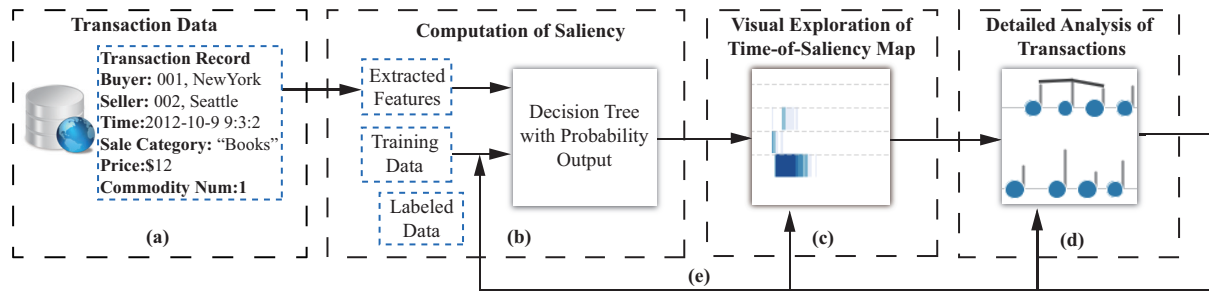 Transaction Data
Transaction Record
Buyer: 001, NewYork
Seller: 002, Seattle
Time:2012-10-9 9:3:2
Sale Category: “Books”
Price:$12
Commodity Num:1
(a)
Computation of Saliency
Extracted
Features
Training
Data
Labeled
Data
Decision Tree
with Probability
Output
(b)
Visual Exploration of
Time-of-Saliency Map
(c)
Detailed Analysis of
Transactions
(d)
(e)